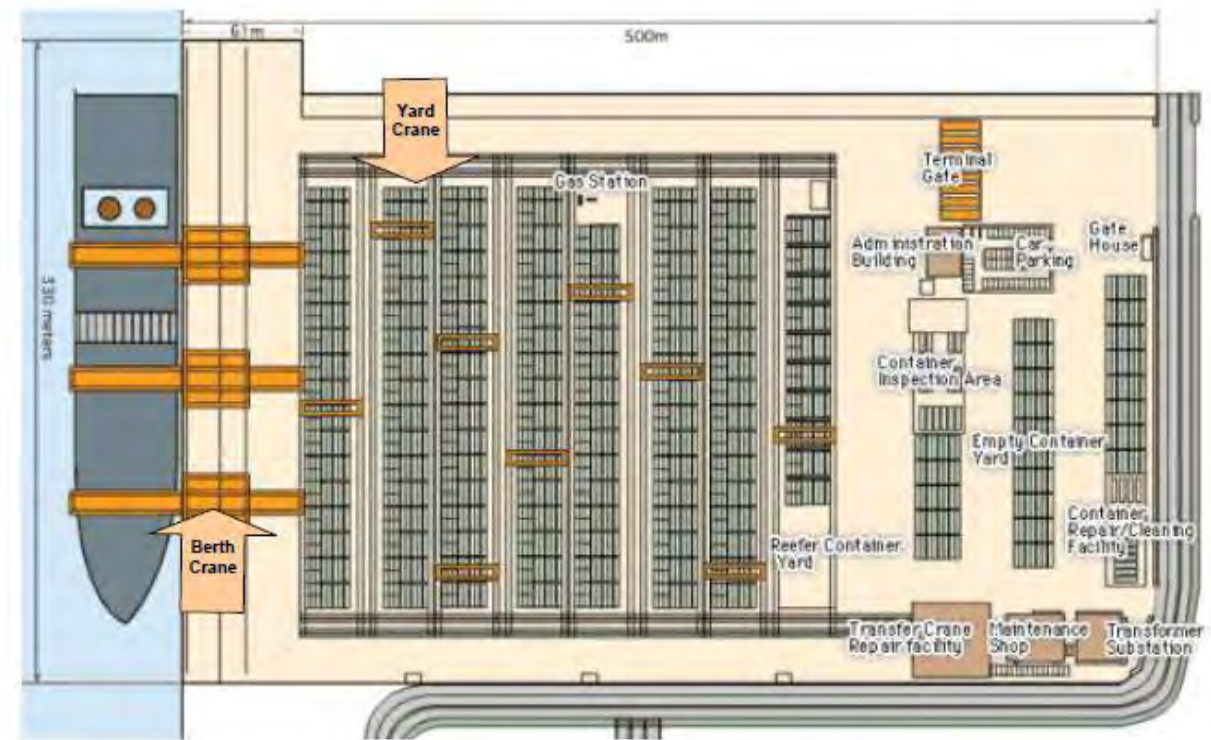 61m
500m
Yard
Crane
Gas Station
Terminal
Gate
Administration
Building
Car
Parking
Gate
House
330 meters
Container
Inspection Area
Empty Container
Yard
Container
Repair/Cleaning
Facility
Berth
Crane
Reefer Container
Yard
Transfer Crane
Repair facility
Maintenance
Shop
Transformer
Substation